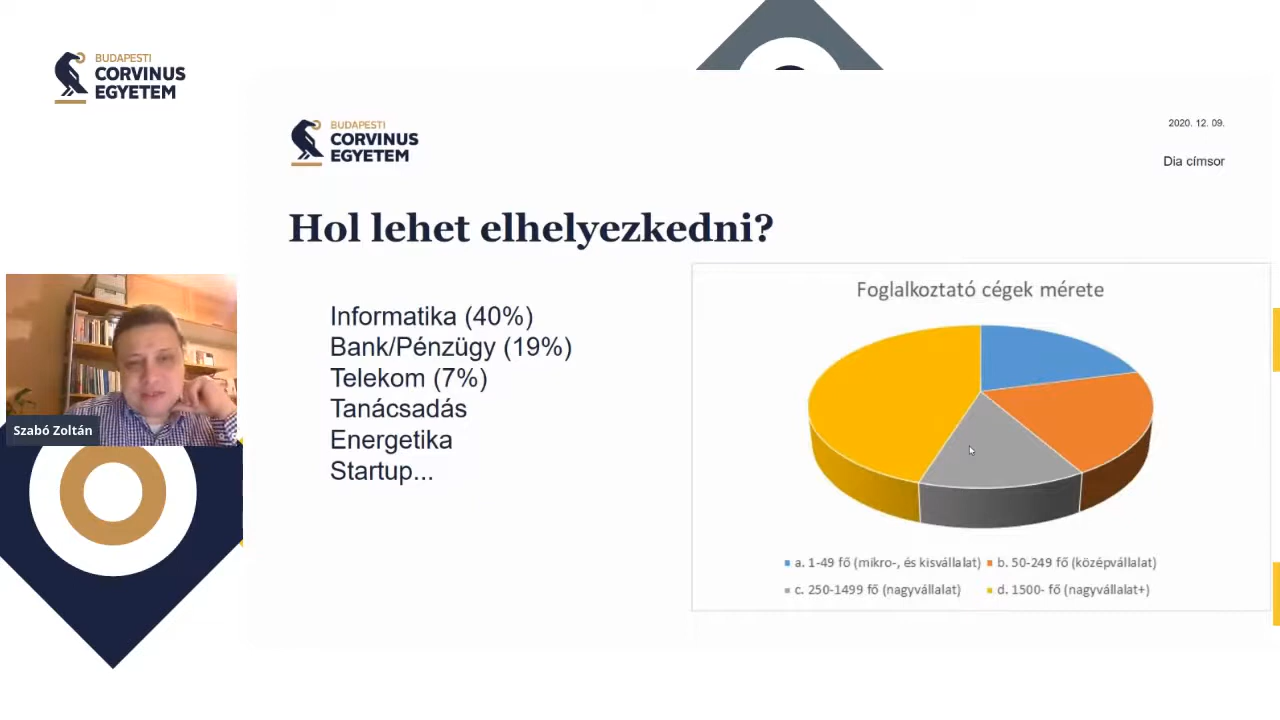 BUDAPESTI
CORVINUS
EGYETEM
BUDAPESTI
CORVINUS
EGYETEM
2020. 12. 09.
Dia címsor
Hol lehet elhelyezkedni?
Informatika (40%)
Bank/Pénzügy (19%)
Telekom (7%)
Tanácsadás
Energetika
Startup...
Szabó Zoltán
Foglalkoztató cégek mérete
a. 1-49 fő (mikro-, és kisvállalat)
b. 50-249 fő (középvállalat)
c. 250-1499 fő (nagyvállalat)
d. 1500- fő (nagyvállalat+)